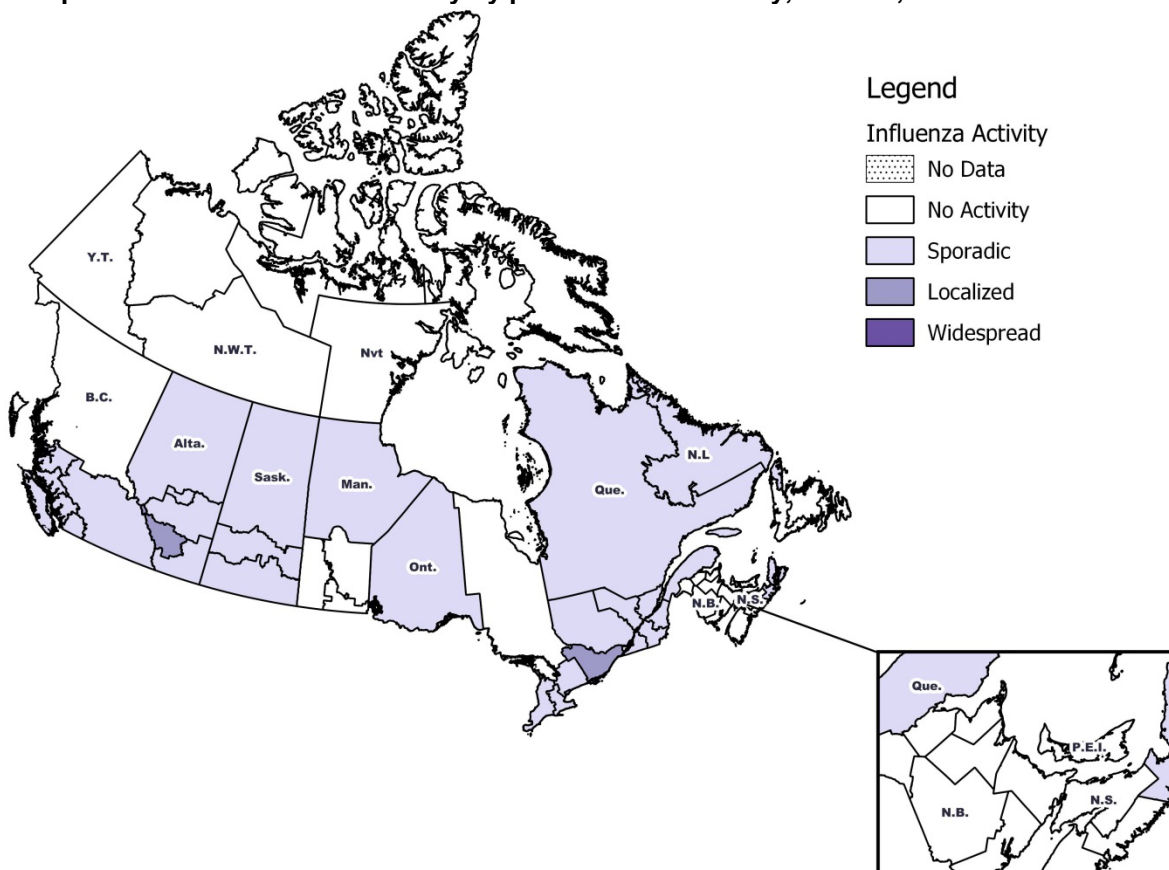 Legend
Influenza Activity
No Data
No Activity
Sporadic
Localized
Widespread
Y.T.
N.W.T.
Nvt
B.C.
Alta.
Sask.
Man.
Ont.
Que.
N.L
N.B.
N.S.
Que.
P.E.I.
N.B.
N.S.